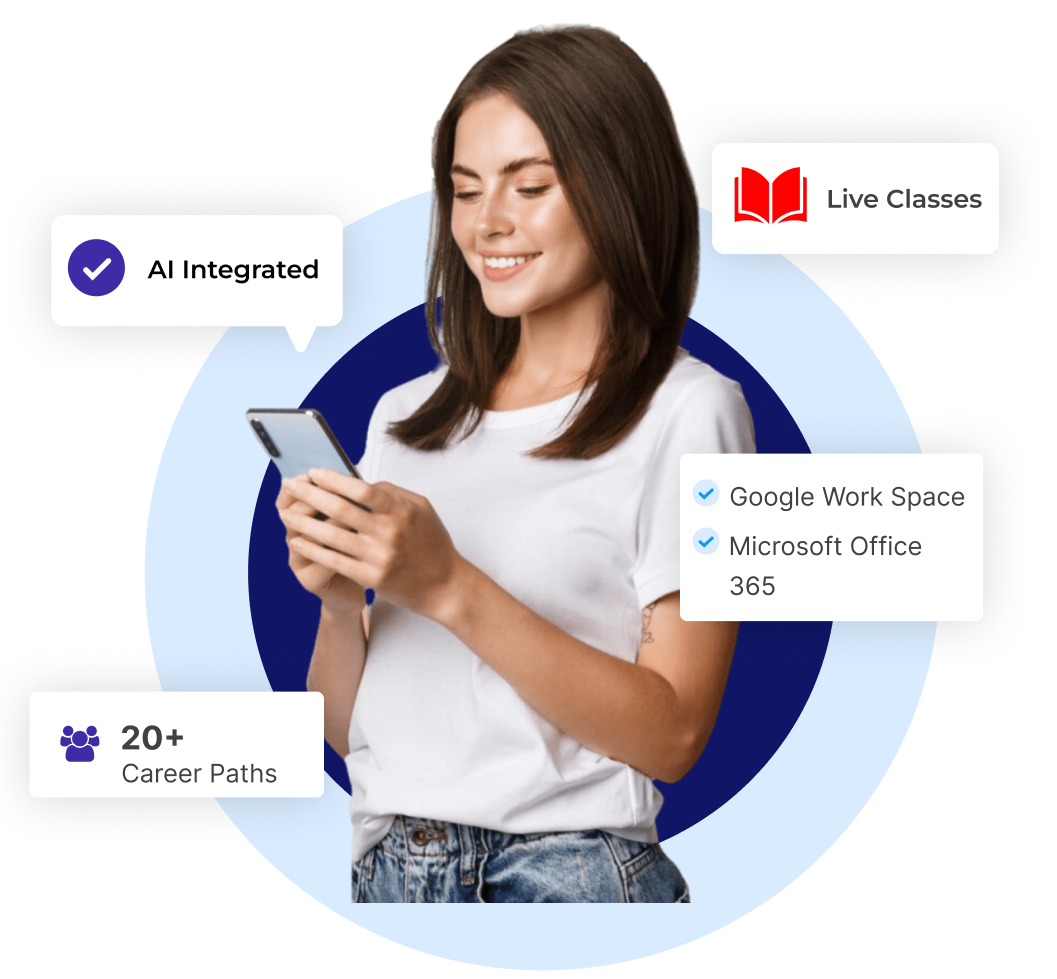 Live Classes
AI Integrated
Google Work Space
Microsoft Office
365
20+
Career Paths